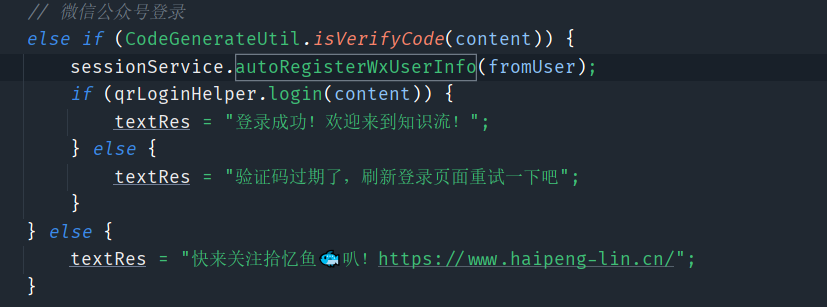 // 微信公众号登录
else if (CodeGenerateUtil.isVerifyCode(content)) {
sessionService.autoRegisterWxUserInfo(fromUser);
if (qrLoginHelper.login(content)) {
textRes = "登录成功！欢迎来到知识流！";
} else {
textRes = "验证码过期了，刷新登录页面重试一下吧";
}
} else {
textRes = "快来关注拾忆鱼🐟叭！https://www.haipeng-lin.cn/";
}